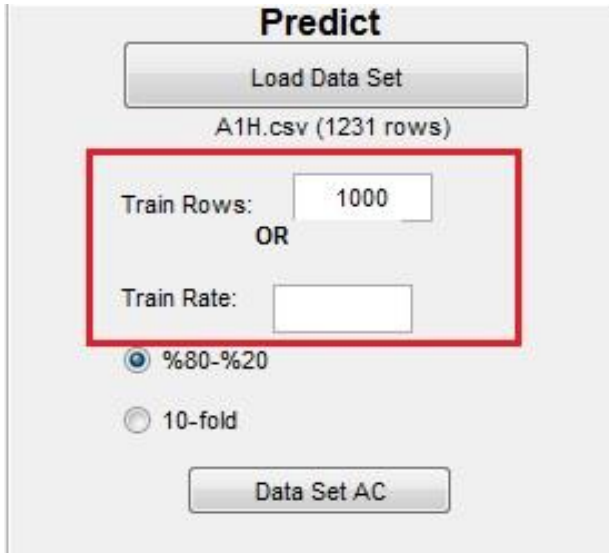 Predict
Load Data Set
A1H.csv (1231 rows)
Train Rows: 1000
OR
Train Rate:
%80-%20
10-fold
Data Set AC